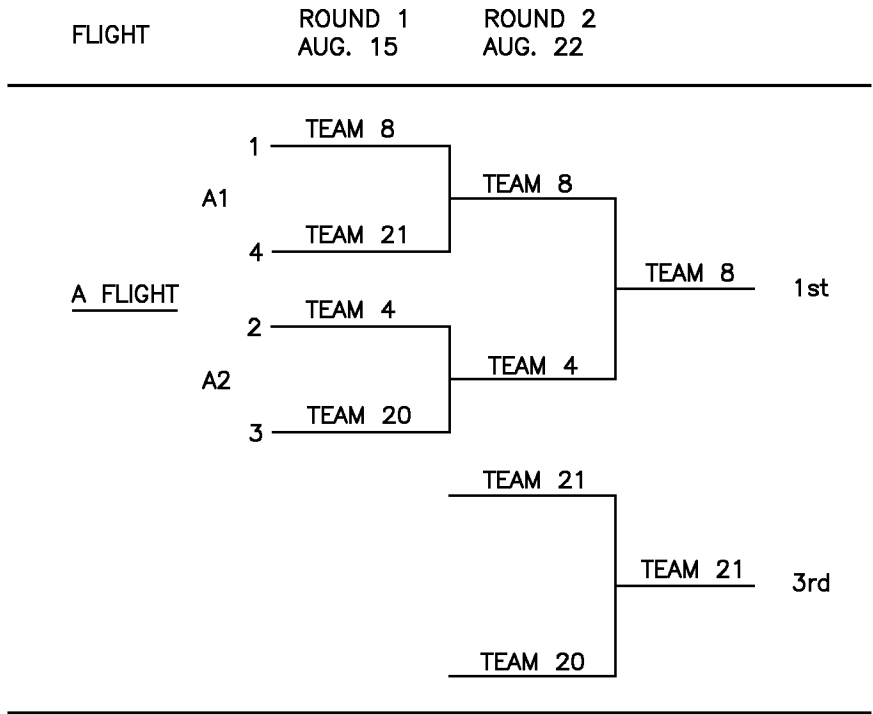 FLIGHT
ROUND 1
AUG. 15
ROUND 2
AUG. 22
TEAM 8
1
A1
TEAM 8
TEAM 21
4
TEAM 8
1st
A FLIGHT
TEAM 4
2
A2
TEAM 4
TEAM 20
3
TEAM 21
TEAM 21
3rd
TEAM 20